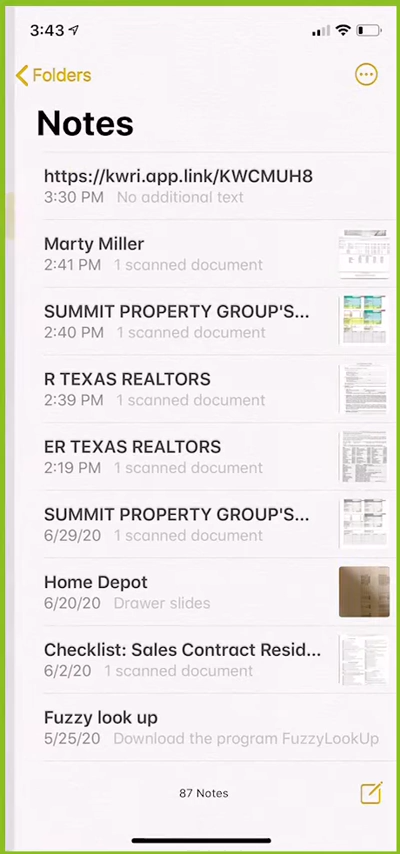 3:43
Folders
Notes
https://kwri.app.link/KWCMUH8
3:30 PM No additional text
Marty Miller
2:41 PM 1 scanned document
SUMMIT PROPERTY GROUP'S...
2:40 PM 1 scanned document
R TEXAS REALTORS
2:39 PM 1 scanned document
ER TEXAS REALTORS
2:19 PM 1 scanned document
SUMMIT PROPERTY GROUP'S...
6/29/20 1 scanned document
Home Depot
6/20/20 Drawer slides
Checklist: Sales Contract Resid...
6/2/20 1 scanned document
Fuzzy look up
5/25/20 Download the program FuzzyLookUp
87 Notes